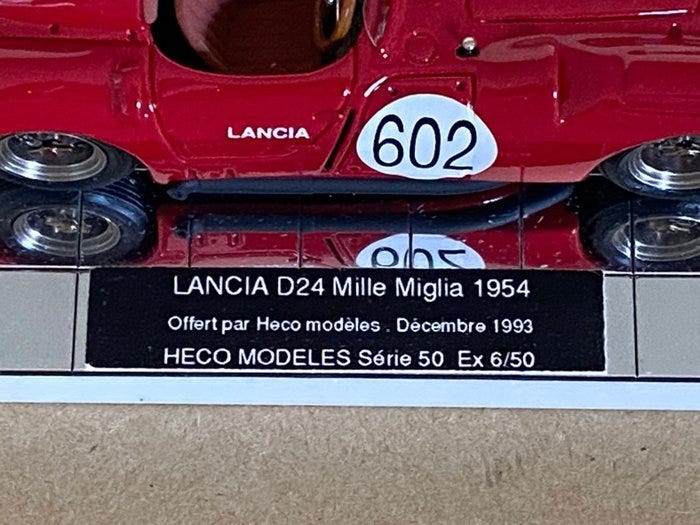 LANCIA
602
LANCIA D24 Mille Miglia 1954
Offert par Heco modèles . Décembre 1993
HECO MODELES Série 50 Ex 6/50